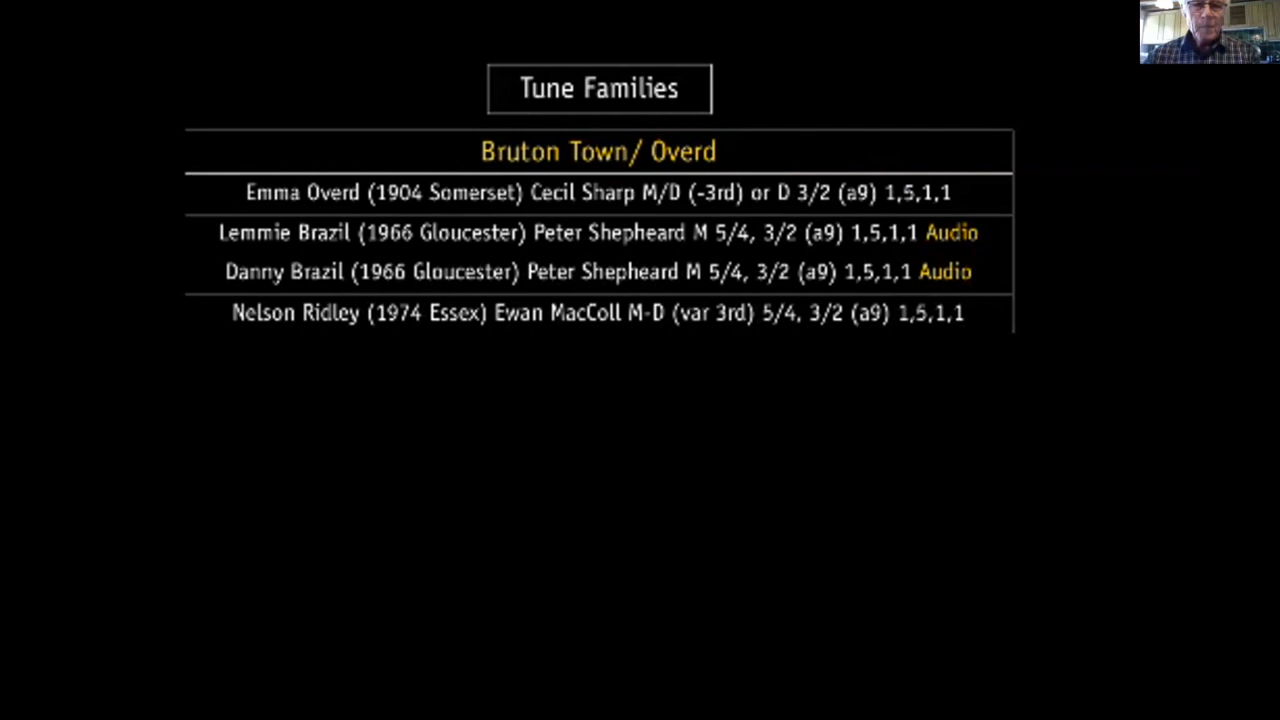 Tune Families
Bruton Town/ Overd
Emma Overd (1904 Somerset) Cecil Sharp M/D (-3rd) or D 3/2 (a9) 1,5,1,1
Lemmie Brazil (1966 Gloucester) Peter Shepheard M 5/4, 3/2 (a9) 1,5,1,1 Audio
Danny Brazil (1966 Gloucester) Peter Shepheard M 5/4, 3/2 (a9) 1,5,1,1 Audio
Nelson Ridley (1974 Essex) Ewan MacColl M-D (var 3rd) 5/4, 3/2 (a9) 1,5,1,1